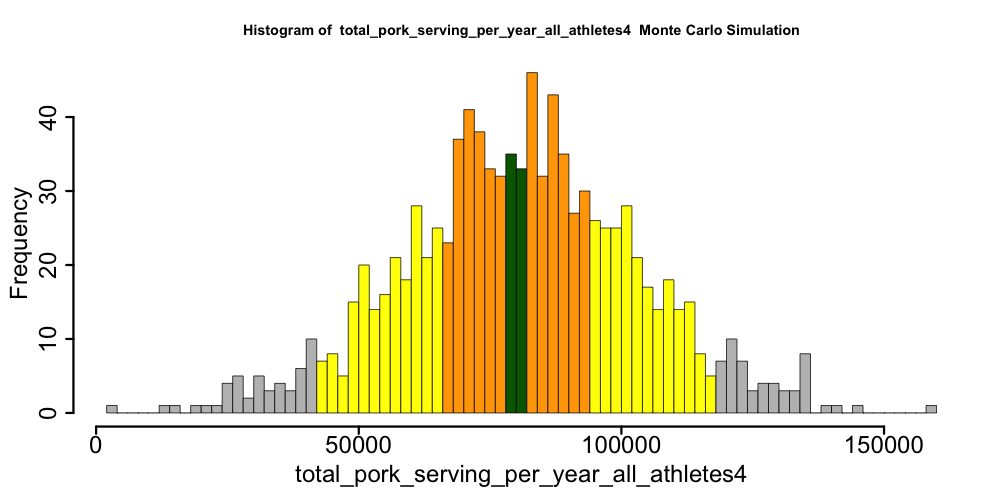 Histogram of  total_pork_serving_per_year_all_athletes4  Monte Carlo Simulation
40
30
20
10
0
Frequency
0 50000 100000 150000
total_pork_serving_per_year_all_athletes4